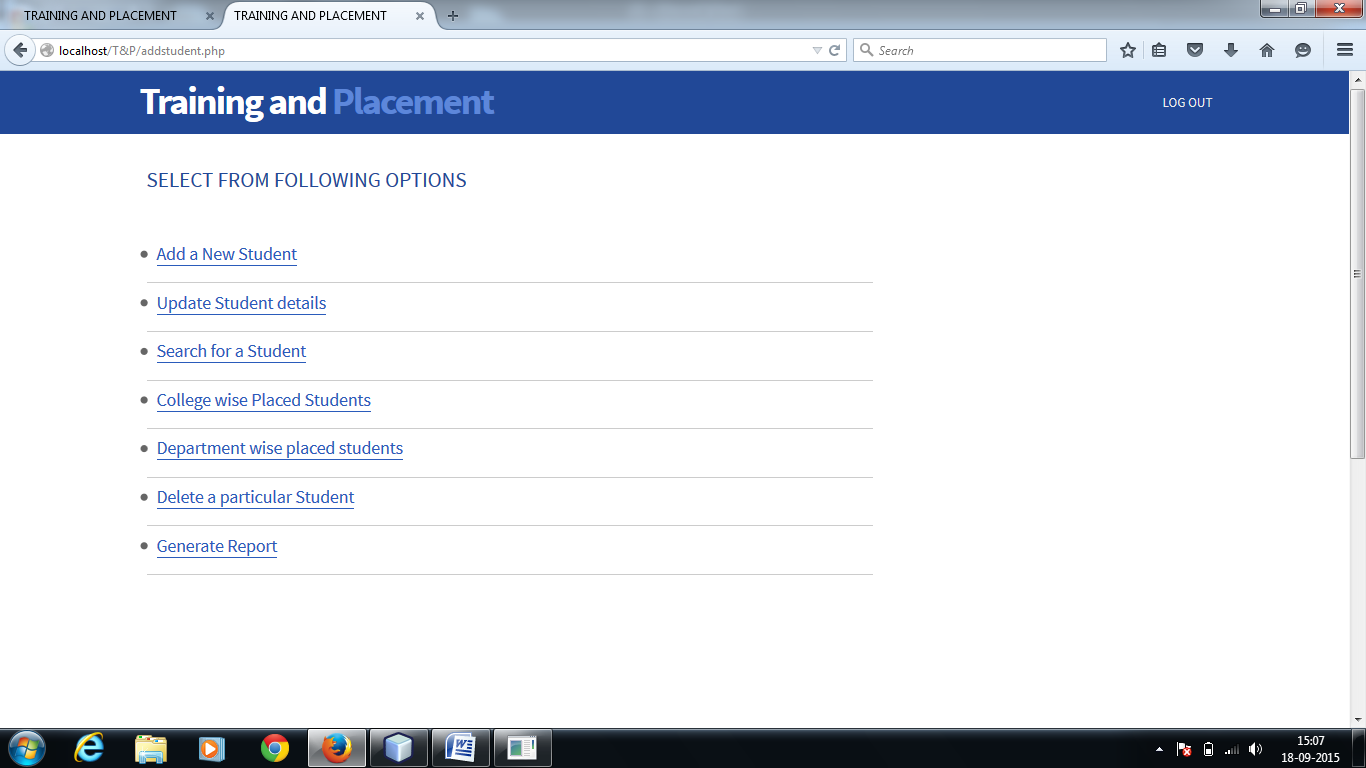 TRAINING AND PLACEMENT
TRAINING AND PLACEMENT
localhost/T&P/addstudent.php
Search
Training and Placement
LOG OUT
SELECT FROM FOLLOWING OPTIONS
Add a New Student
Update Student details
Search for a Student
College wise Placed Students
Department wise placed students
Delete a particular Student
Generate Report
15:07
18-09-2015